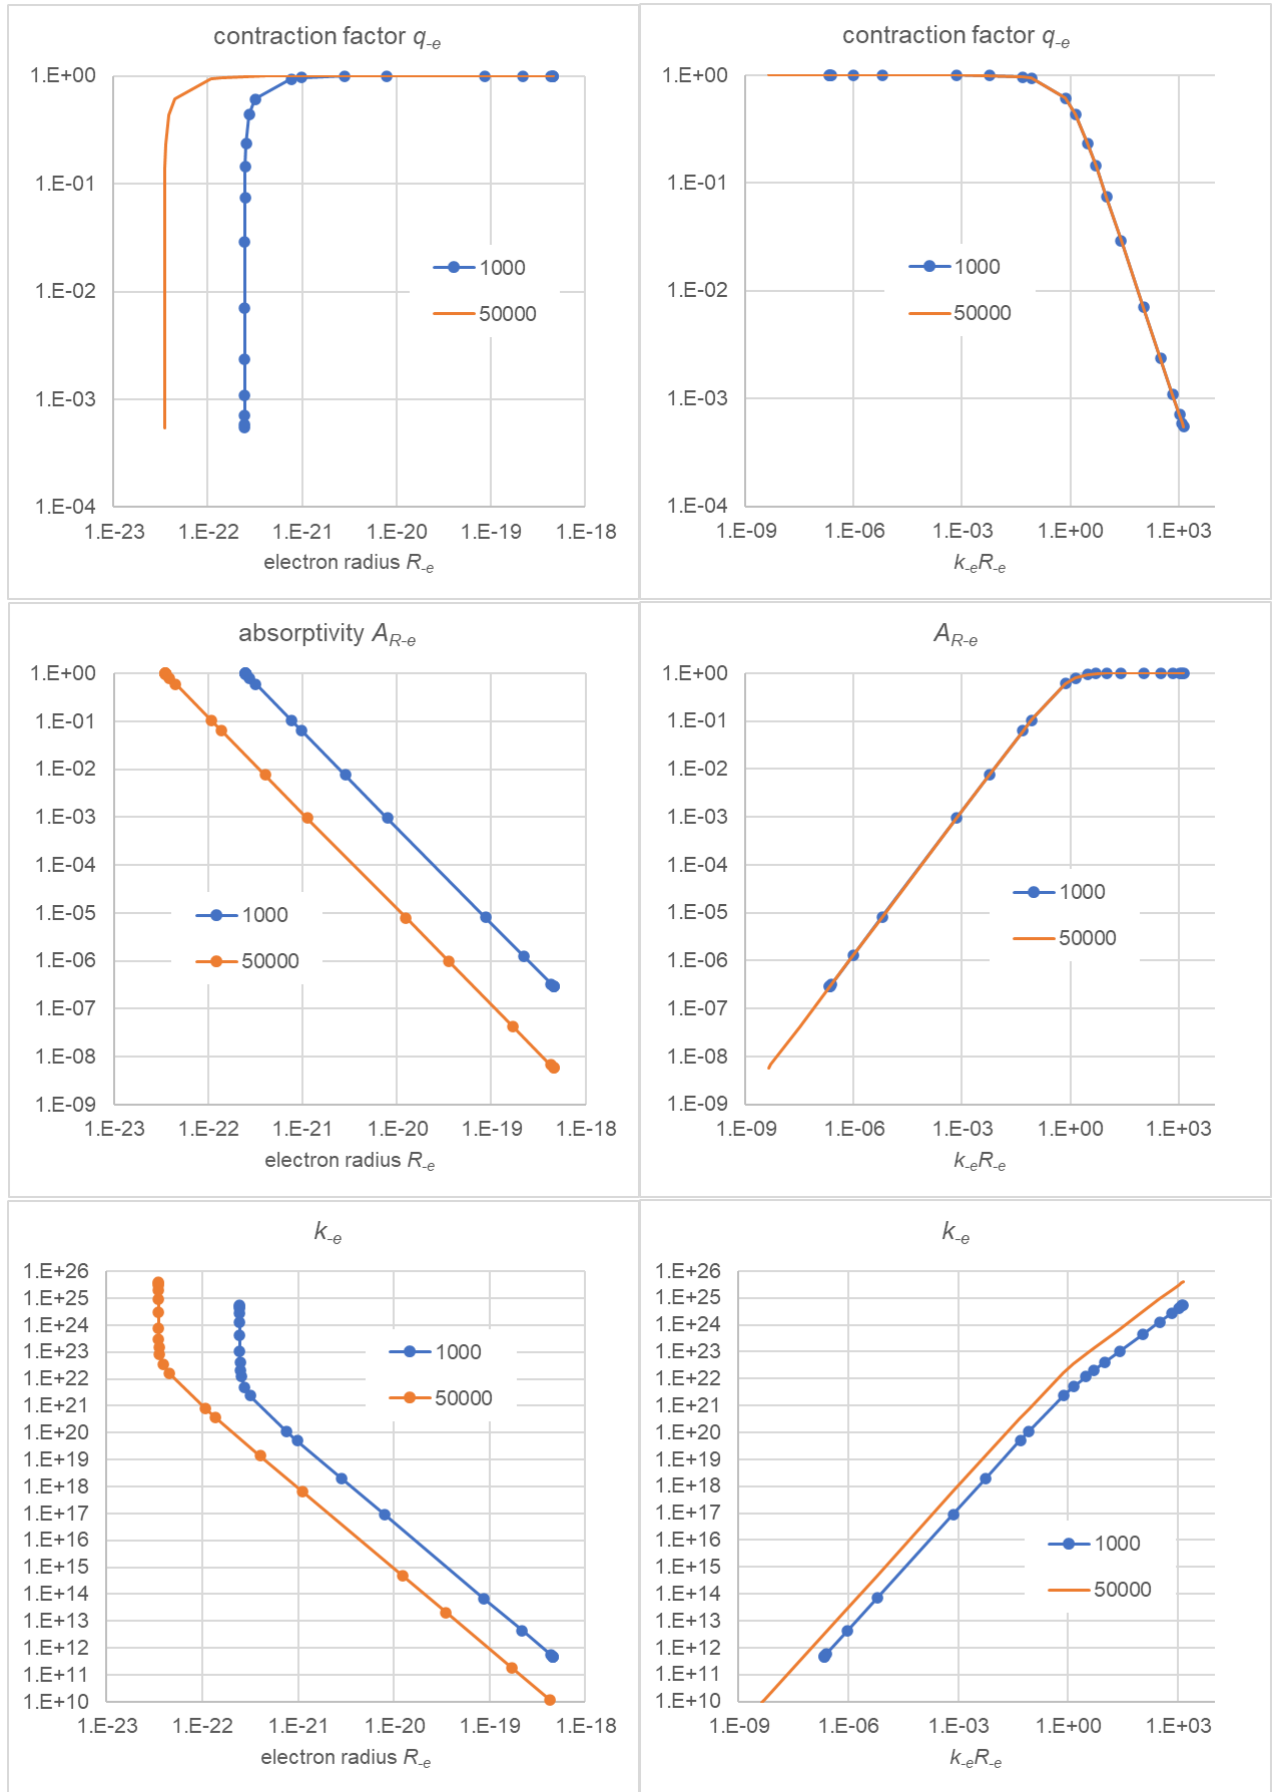 contraction factor q-e
1.E+00
1.E-01
1.E-02
1.E-03
1.E-04
1000
50000
1.E-23 1.E-22 1.E-21 1.E-20 1.E-19 1.E-18
electron radius R-e
contraction factor q-e
1.E+00
1.E-01
1.E-02
1.E-03
1.E-04
1000
50000
1.E-09 1.E-06 1.E-03 1.E+00 1.E+03
k-eR-e
absorptivity AR-e
1.E+00
1.E-01
1.E-02
1.E-03
1.E-04
1.E-05
1.E-06
1.E-07
1.E-08
1.E-09
1000
50000
1.E-23 1.E-22 1.E-21 1.E-20 1.E-19 1.E-18
electron radius R-e
AR-e
1.E+00
1.E-01
1.E-02
1.E-03
1.E-04
1.E-05
1.E-06
1.E-07
1.E-08
1.E-09
1000
50000
1.E-09 1.E-06 1.E-03 1.E+00 1.E+03
k-eR-e
k-e
1.E+26
1.E+25
1.E+24
1.E+23
1.E+22
1.E+21
1.E+20
1.E+19
1.E+18
1.E+17
1.E+16
1.E+15
1.E+14
1.E+13
1.E+12
1.E+11
1.E+10
1000
50000
1.E-23 1.E-22 1.E-21 1.E-20 1.E-19 1.E-18
electron radius R-e
k-e
1.E+26
1.E+25
1.E+24
1.E+23
1.E+22
1.E+21
1.E+20
1.E+19
1.E+18
1.E+17
1.E+16
1.E+15
1.E+14
1.E+13
1.E+12
1.E+11
1.E+10
1000
50000
1.E-09 1.E-06 1.E-03 1.E+00 1.E+03
k-eR-e